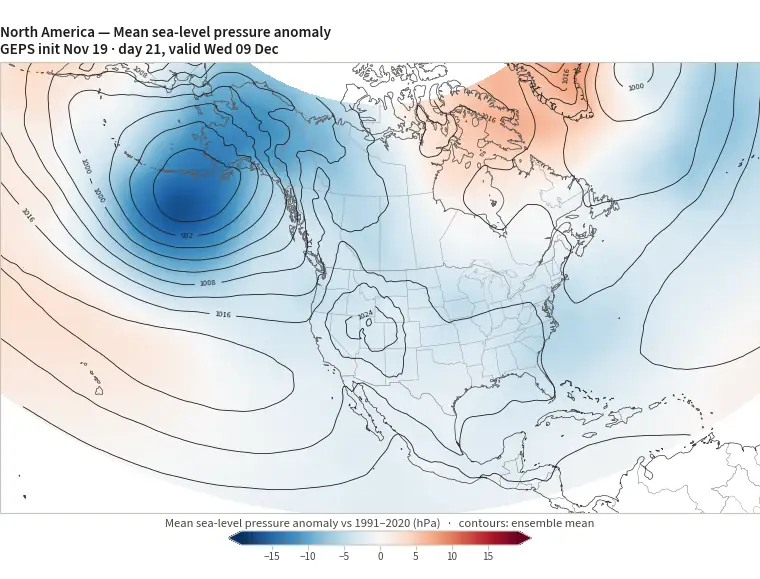 North America — Mean sea-level pressure anomaly
GEPS init Nov 19 · day 21, valid Wed 09 Dec
1008
1016
1000
1016
1000
1000
1016
992
1008
1016
1024
Mean sea-level pressure anomaly vs 1991–2020 (hPa) · contours: ensemble mean
−15 −10 −5 0 5 10 15